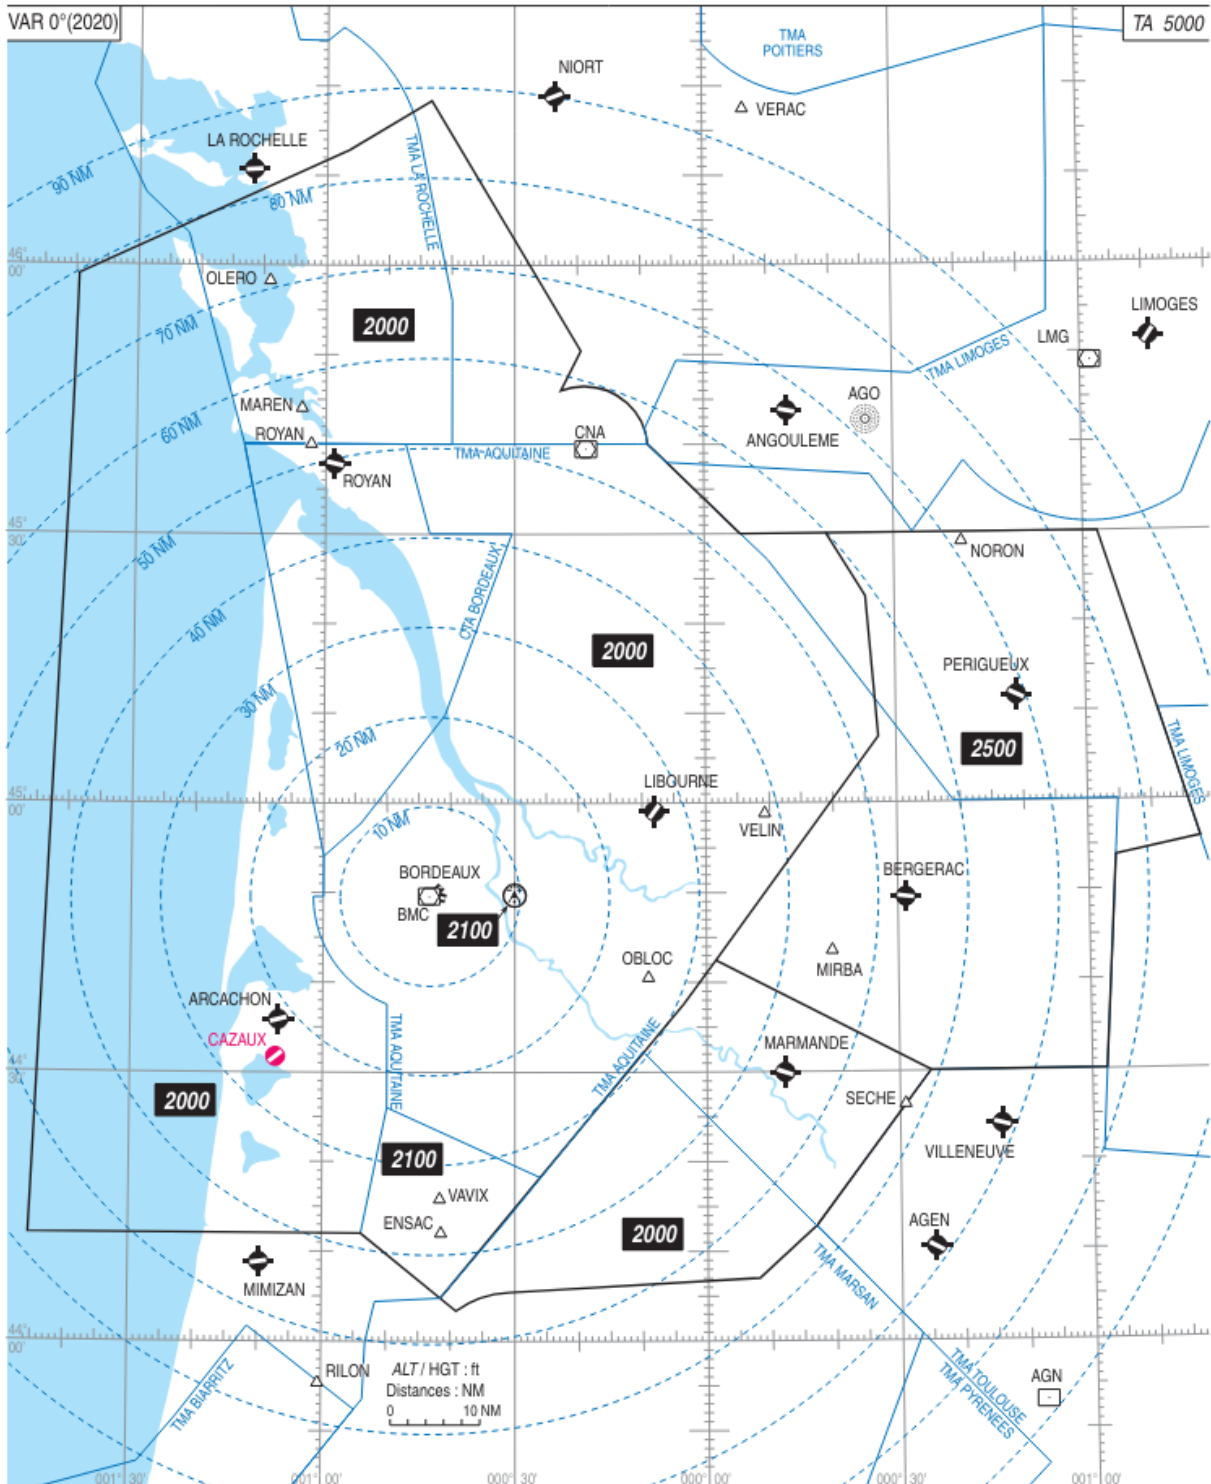 VAR 0°(2020)
TA 5000
TMA
POITIERS
NIORT
VERAC
LA ROCHELLE
90 NM
80 NM
TMA LA ROCHELLE
46°
00'
OLERO
2000
70 NM
LIMOGES
LMG
TMA LIMOGES
AGO
ANGOULEME
MAREN
ROYAN
60 NM
CNA
TMA AQUITAINE
ROYAN
45°
30'
50 NM
NORON
CTA BORDEAUX
40 NM
2000
PERIGUEUX
30 NM
20 NM
2500
TMA LIMOGES
LIBOURNE
45°
00'
VELIN
10 NM
BORDEAUX
BMC
2100
BERGERAC
OBLOC
MIRBA
ARCACHON
CAZAUX
TMA AQUITAINE
TMA AQUITAINE
MARMANDE
44°
30'
2000
SECHE
VILLENEUVE
2100
VAVIX
ENSAC
2000
AGEN
MIMIZAN
TMA MARSAN
44°
00'
RILON
TMA BIARRITZ
ALT / HGT : ft
Distances : NM
0 10 NM
TMA TOULOUSE
TMA PYRENEES
AGN
001° 30'
001° 00'
000° 30'
000° 00'
000° 30'
001° 00'